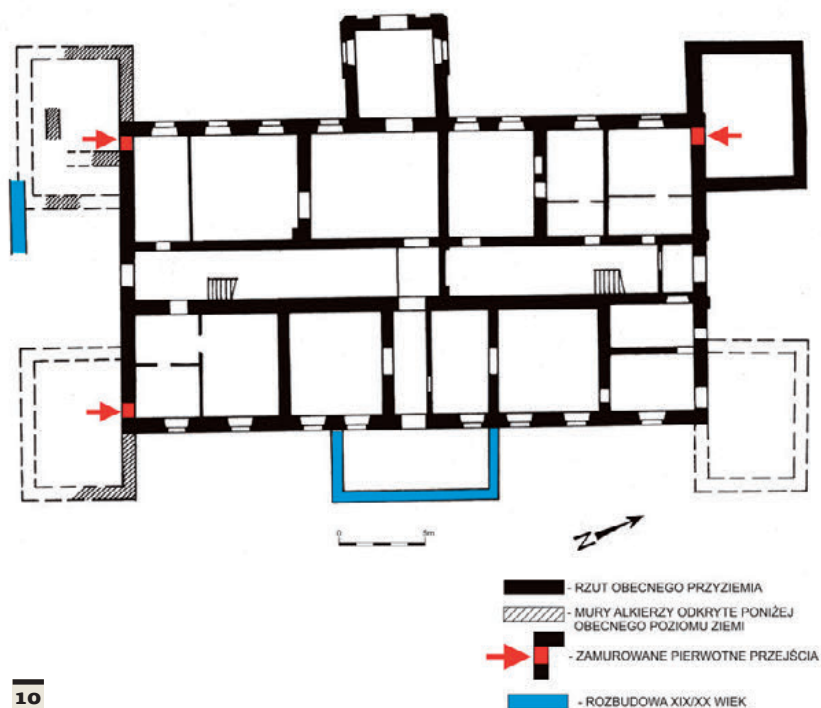 0 5m
N
- RZUT OBECNEGO PRZYZIEMIA
- MURY ALKIERZY ODKRYTE PONIŻEJ
OBECNEGO POZIOMU ZIEMI
- ZAMUROWANE PIERWOTNE PRZEJŚCIA
- ROZBUDOWA XIX/XX WIEK
10